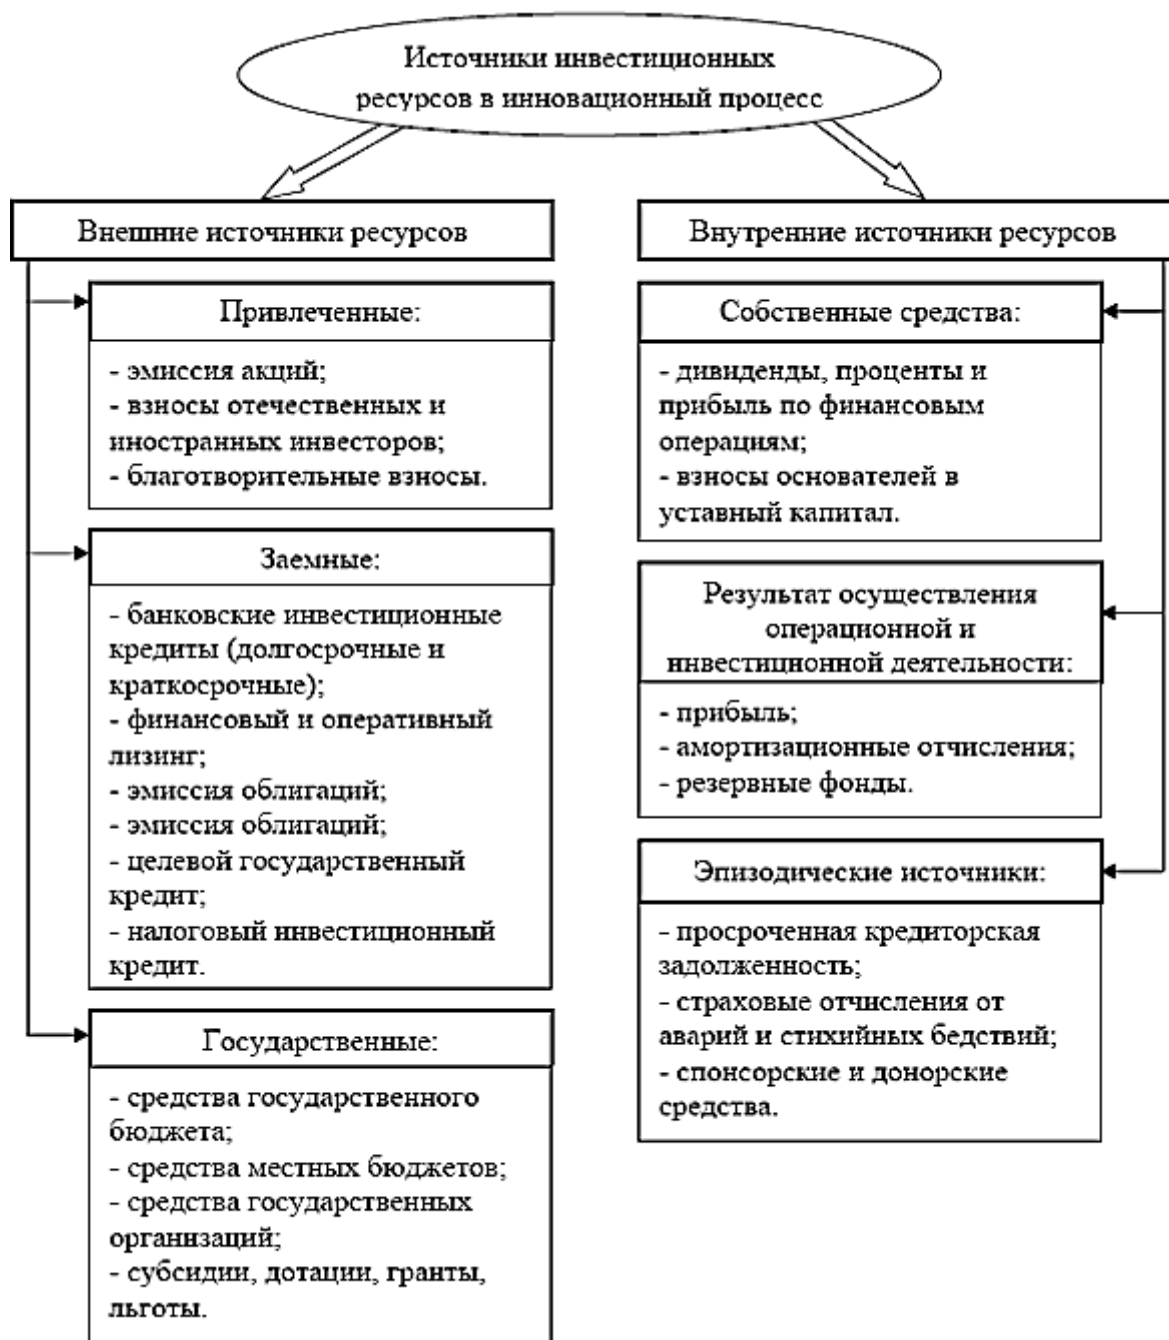 Источники инвестиционных
ресурсов в инновационный процесс
Внешние источники ресурсов
Привлеченные:
- эмиссия акций;
- взносы отечественных и
иностранных инвесторов;
- благотворительные взносы.
Заемные:
- банковские инвестиционные
кредиты (долгосрочные и
краткосрочные);
- финансовый и оперативный
лизинг;
- эмиссия облигаций;
- эмиссия облигаций;
- целевой государственный
кредит;
- налоговый инвестиционный
кредит.
Государственные:
- средства государственного
бюджета;
- средства местных бюджетов;
- средства государственных
организаций;
- субсидии, дотации, гранты,
льготы.
Внутренние источники ресурсов
Собственные средства:
- дивиденды, проценты и
прибыль по финансовым
операциям;
- взносы основателей в
уставный капитал.
Результат осуществления
операционной и
инвестиционной деятельности:
- прибыль;
- амортизационные отчисления;
- резервные фонды.
Эпизодические источники:
- просроченная кредиторская
задолженность;
- страховые отчисления от
аварий и стихийных бедствий;
- спонсорские и донорские
средства.